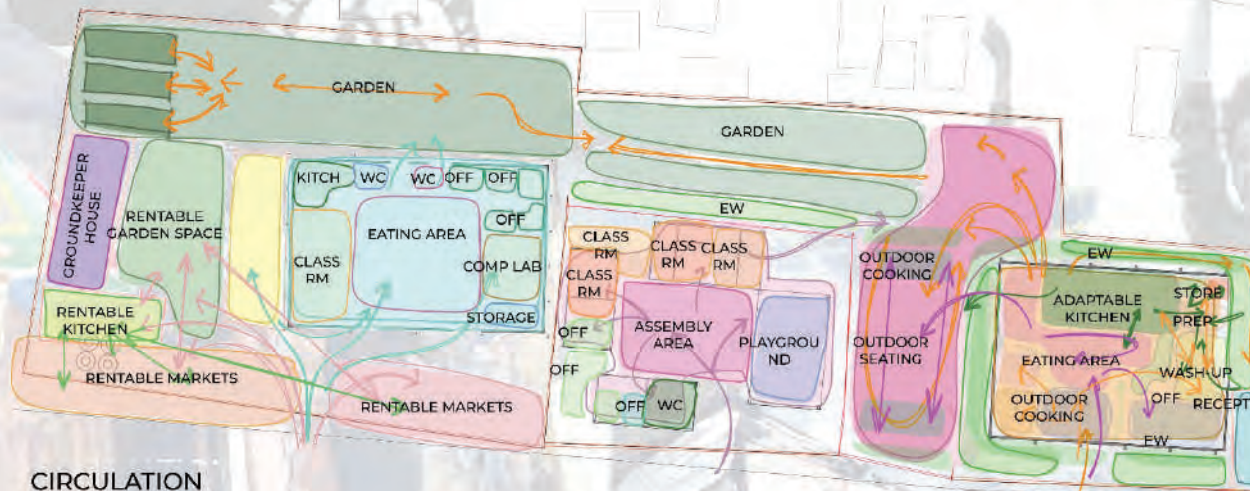 GARDEN
GARDEN
GROUNDKEEPER
HOUSE
RENTABLE
GARDEN SPACE
KITCH
WC
WC
OFF
OFF
OFF
EATING AREA
CLASS
RM
COMP LAB
STORAGE
RENTABLE
KITCHEN
RENTABLE MARKETS
RENTABLE MARKETS
EW
CLASS
RM
CLASS
RM
CLASS
RM
CLASS
RM
OFF
OFF
ASSEMBLY
AREA
PLAYGROU
ND
OFF
WC
OUTDOOR
COOKING
OUTDOOR
SEATING
EW
ADAPTABLE
KITCHEN
STORE
PREP
EATING AREA
WASH-UP
OFF
OUTDOOR
COOKING
RECEPT
EW
CIRCULATION